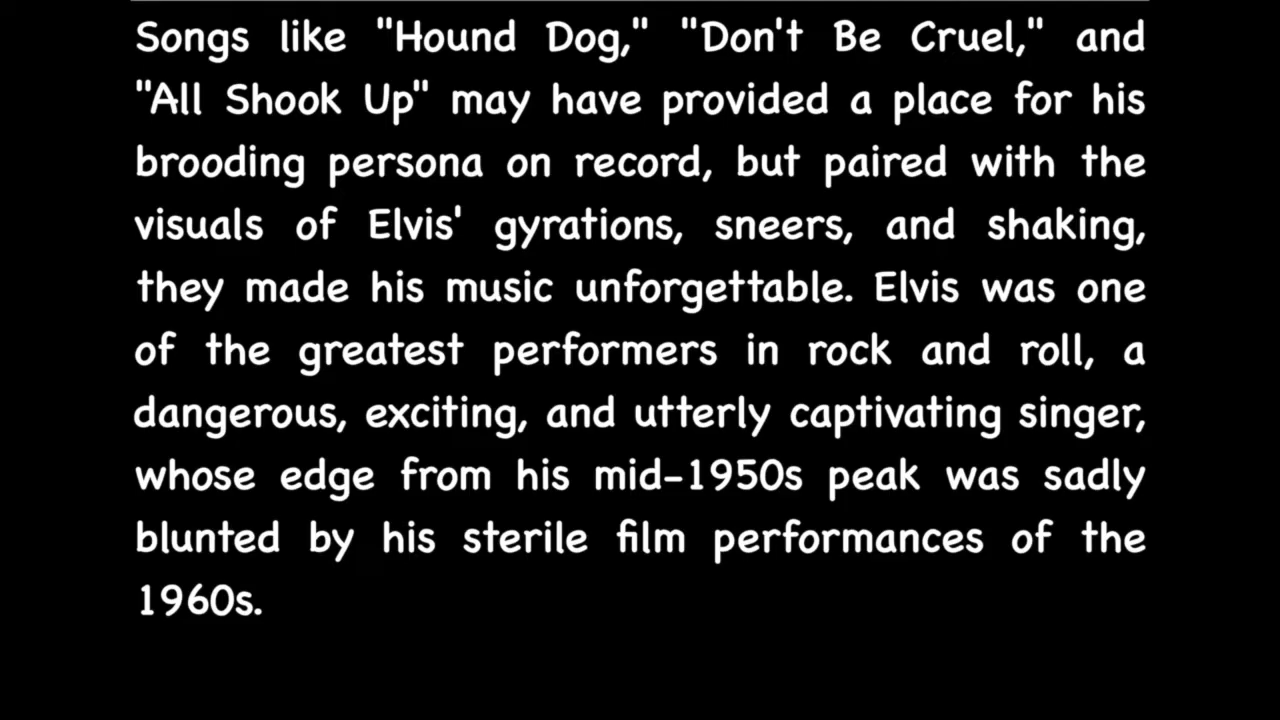 Songs like "Hound Dog," "Don't Be Cruel," and
"All Shook Up" may have provided a place for his
brooding persona on record, but paired with the
visuals of Elvis' gyrations, sneers, and shaking,
they made his music unforgettable. Elvis was one
of the greatest performers in rock and roll, a
dangerous, exciting, and utterly captivating singer,
whose edge from his mid-1950s peak was sadly
blunted by his sterile film performances of the
1960s.